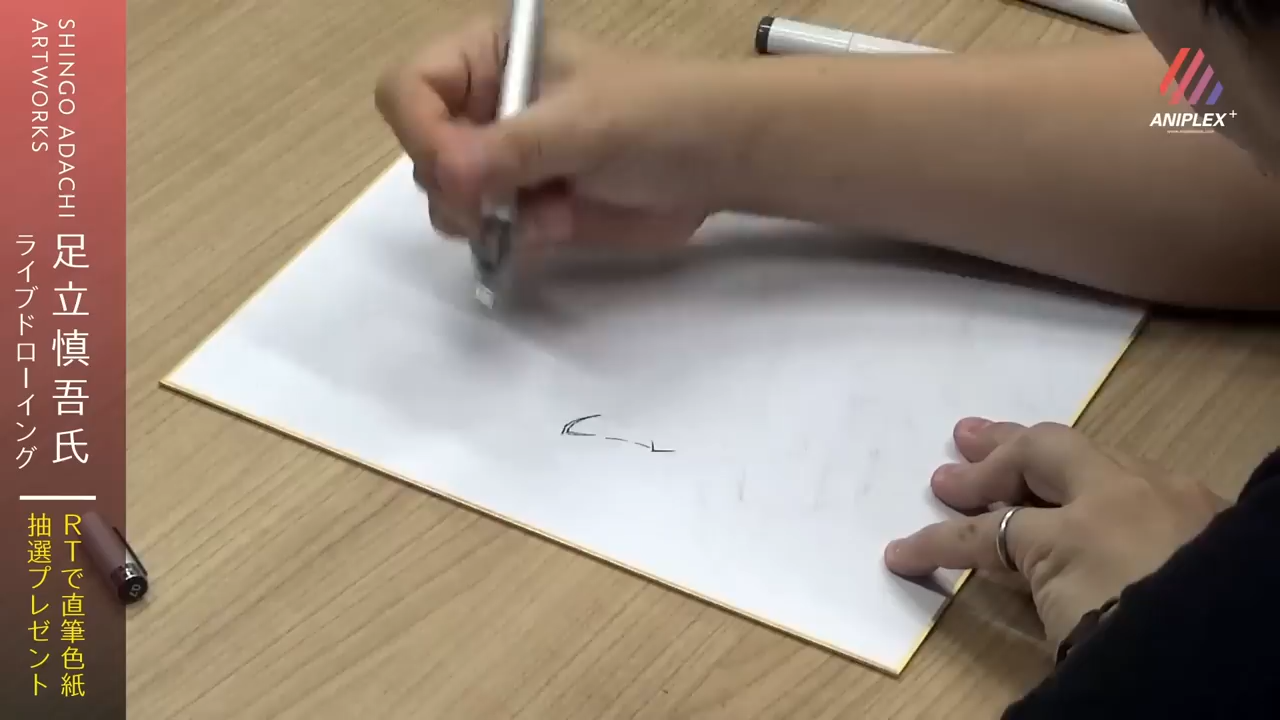 SHINGO ADACHI
ARTWORKS
足立慎吾氏
ライブドローイング
RTで直筆色紙
抽選プレゼント
ANIPLEX+